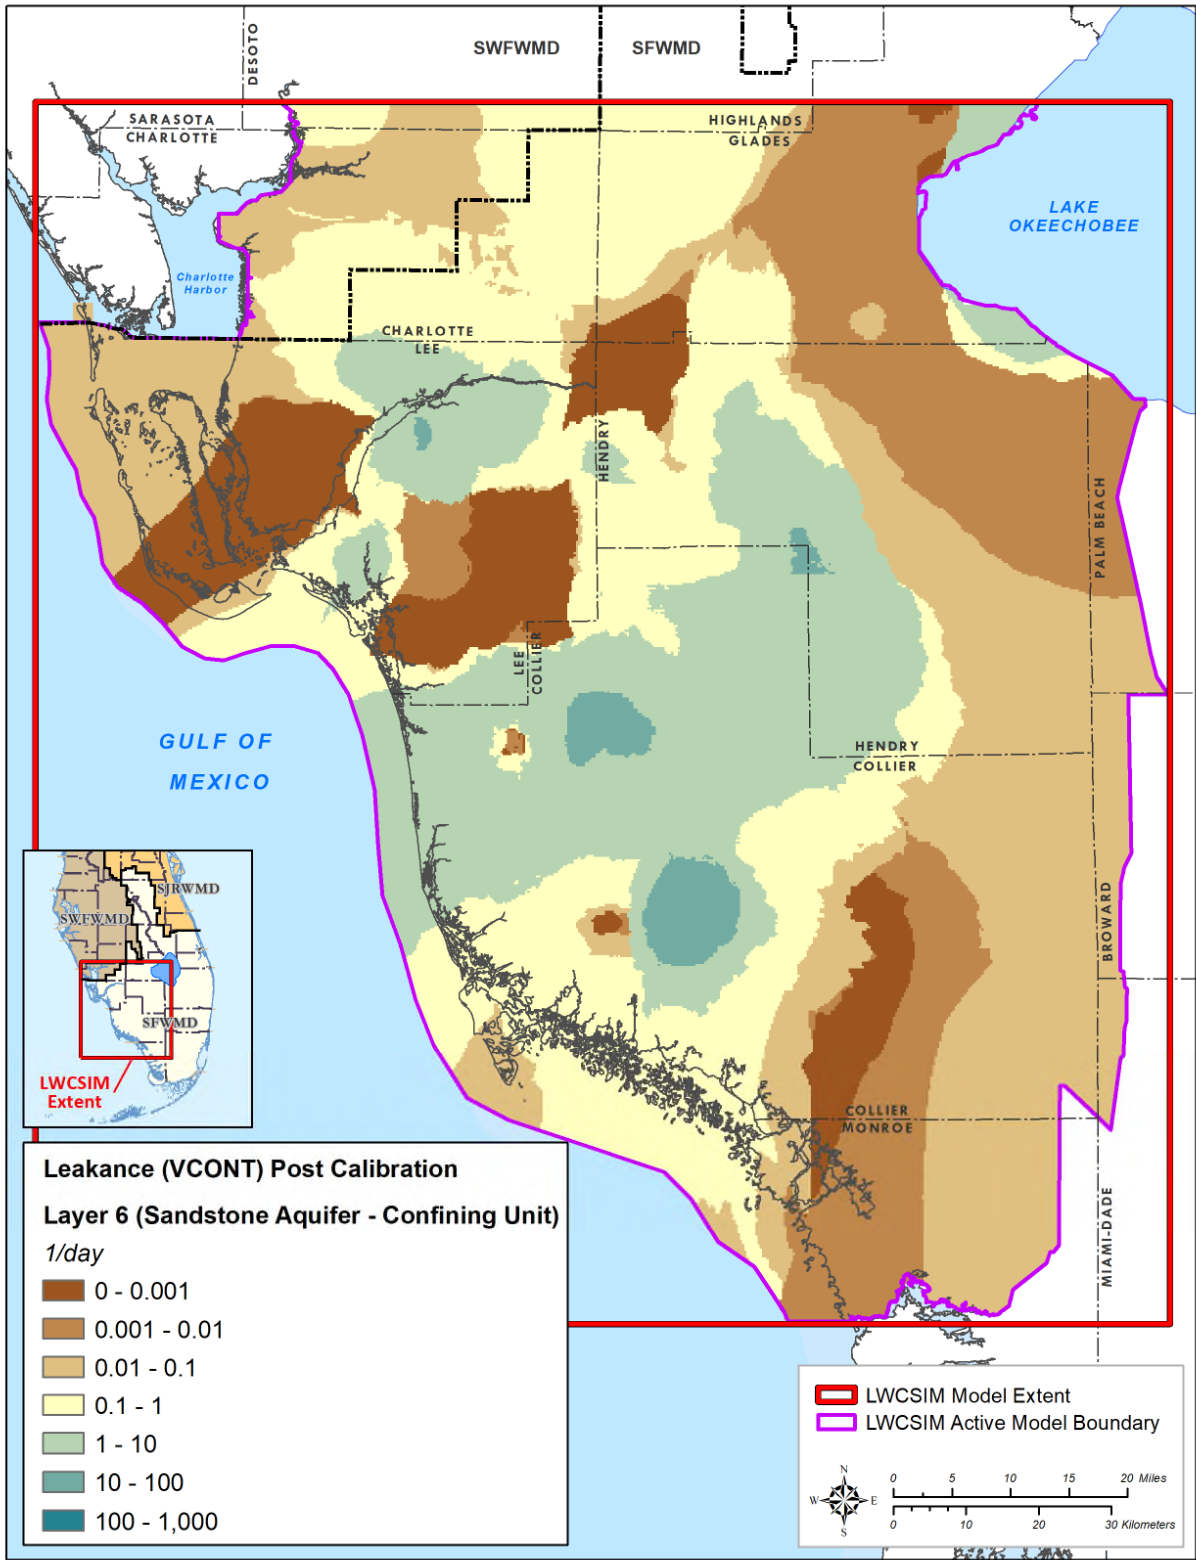 DESOTO
SWFWMD
SFWMD
SARASOTA
CHARLOTTE
HIGHLANDS
GLADES
LAKE
OKEECHOBEE
Charlotte
Harbor
CHARLOTTE
LEE
HENDRY
PALM BEACH
LEE
COLLIER
GULF OF
MEXICO
HENDRY
COLLIER
BROWARD
SJRWMD
SWFWMD
SFWMD
LWCSIM
Extent
COLLIER
MONROE
MIAMI-DADE
Leakance (VCONT) Post Calibration
Layer 6 (Sandstone Aquifer - Confining Unit)
1/day
0 - 0.001
0.001 - 0.01
0.01 - 0.1
0.1 - 1
1 - 10
10 - 100
100 - 1,000
LWCSIM Model Extent
LWCSIM Active Model Boundary
N
W E
S
0 5 10 15 20 Miles
0 10 20 30 Kilometers